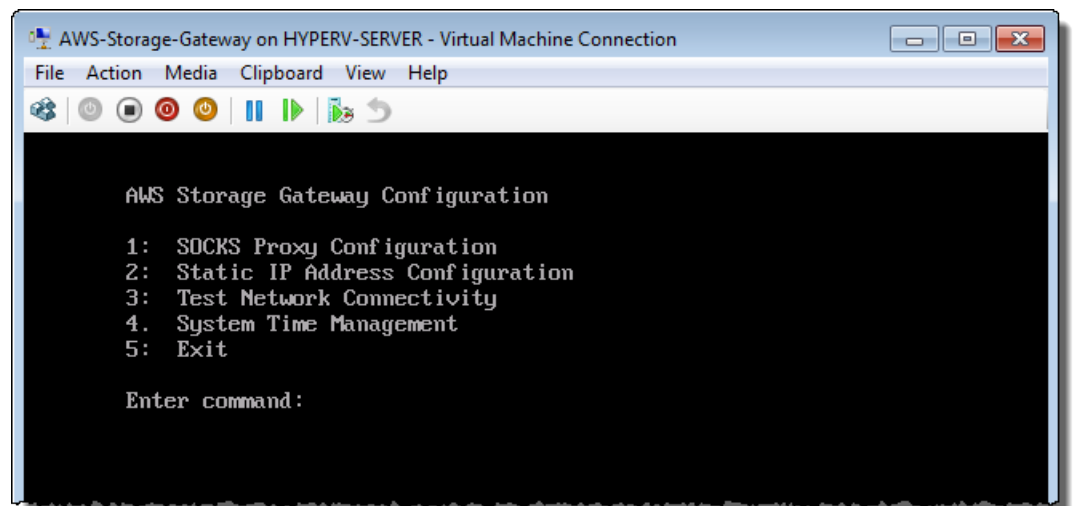 AWS-Storage-Gateway on HYPERV-SERVER - Virtual Machine Connection
File Action Media Clipboard View Help
AWS Storage Gateway Configuration
1: SOCKS Proxy Configuration
2: Static IP Address Configuration
3: Test Network Connectivity
4. System Time Management
5: Exit
Enter command: